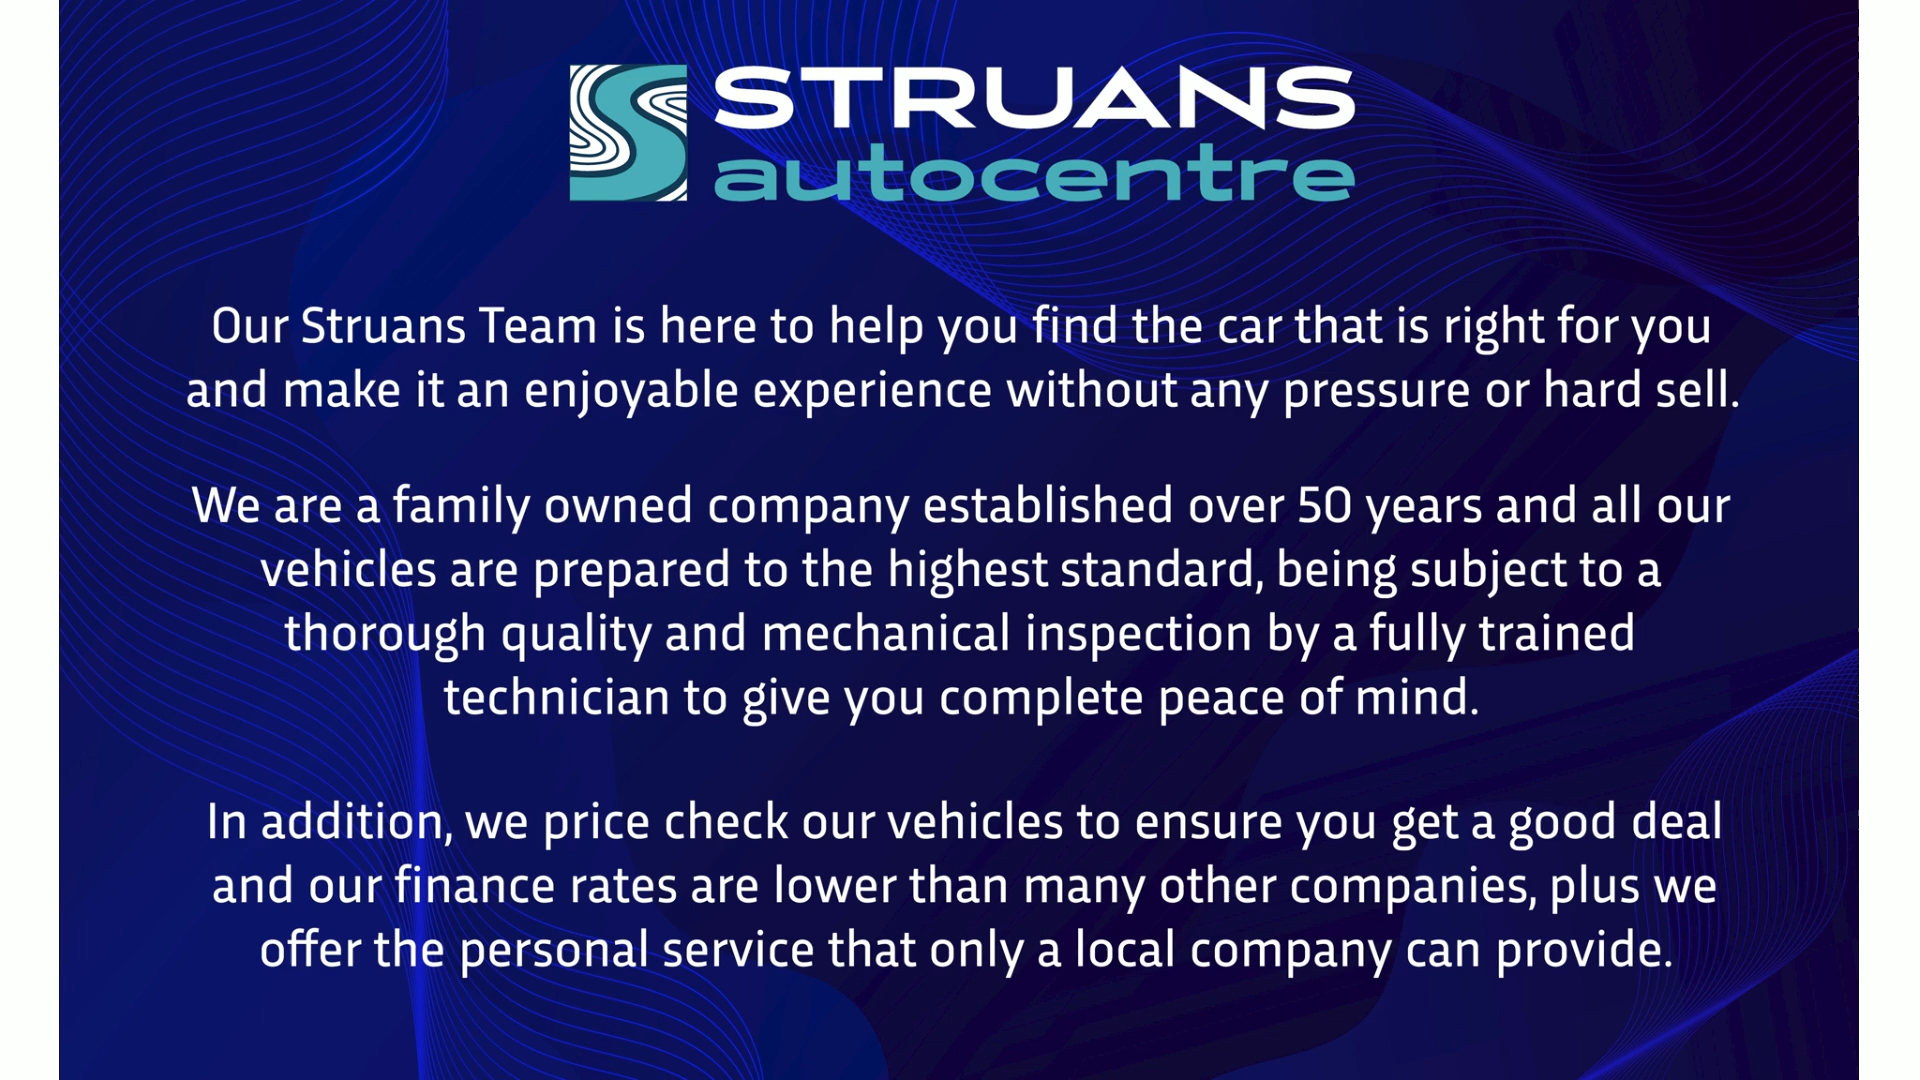 STRUANS
autocentre
Our Struans Team is here to help you find the car that is right for you
and make it an enjoyable experience without any pressure or hard sell.
We are a family owned company established over 50 years and all our
vehicles are prepared to the highest standard, being subject to a
thorough quality and mechanical inspection by a fully trained
technician to give you complete peace of mind.
In addition, we price check our vehicles to ensure you get a good deal
and our finance rates are lower than many other companies, plus we
offer the personal service that only a local company can provide.